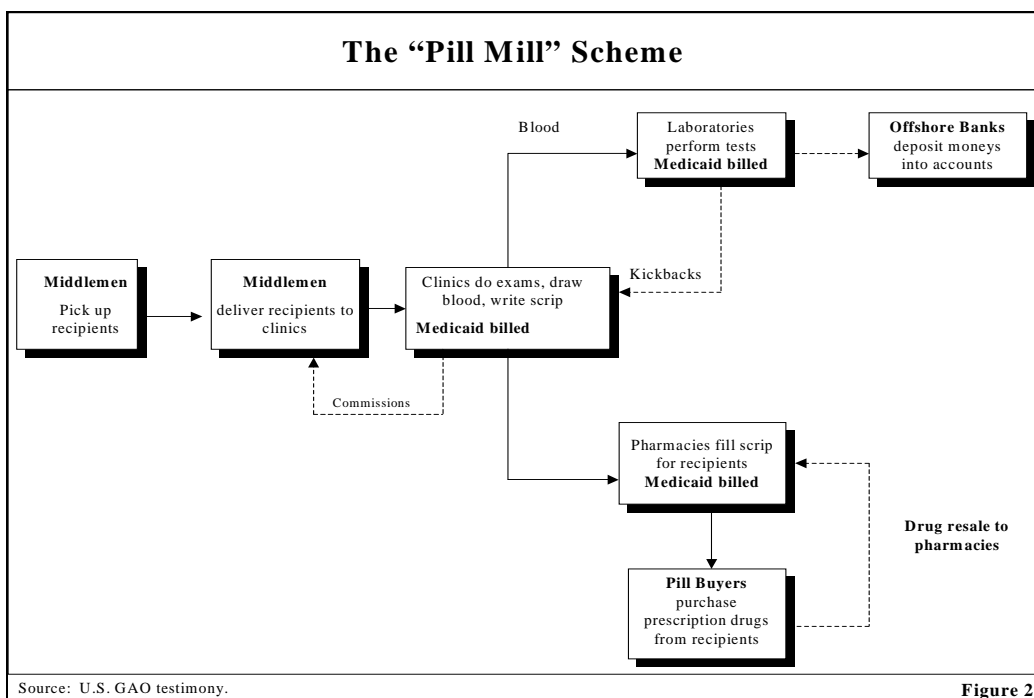 The “Pill Mill” Scheme
Blood
Laboratories
perform tests
Medicaid billed
Offshore Banks
deposit moneys
into accounts
Middlemen
Pick up
recipients
Middlemen
deliver recipients to
clinics
Clinics do exams, draw
blood, write scrip
Medicaid billed
Kickbacks
Commissions
Pharmacies fill scrip
for recipients
Medicaid billed
Drug resale to
pharmacies
Pill Buyers
purchase
prescription drugs
from recipients
Source: U.S. GAO testimony.
Figure 2